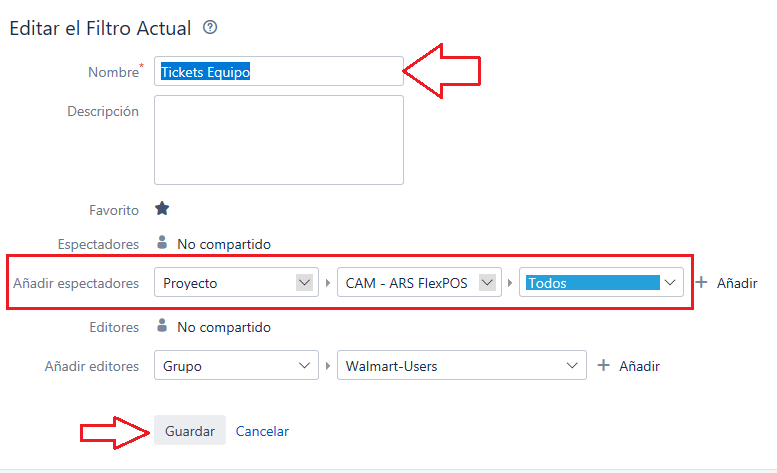 Editar el Filtro Actual ?
Nombre* Tickets Equipo
Descripción
Favorito
Espectadores No compartido
Añadir espectadores Proyecto CAM - ARS FlexPOS Todos + Añadir
Editores No compartido
Añadir editores Grupo Walmart-Users + Añadir
Guardar Cancelar